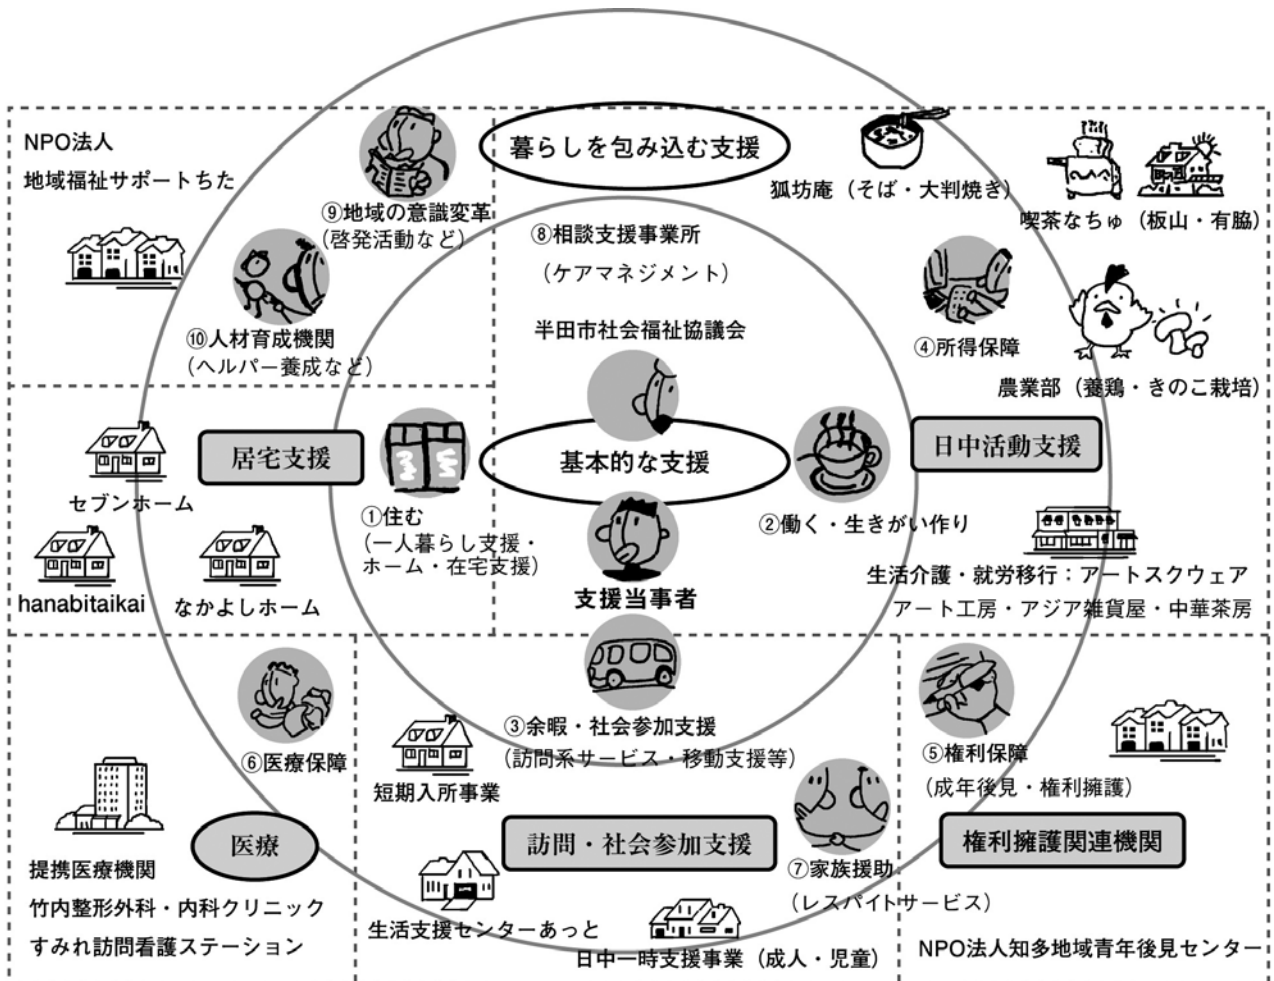 NPO法人
地域福祉サポートちた
⑨地域の意識変革
(啓発活動など)
⑩人材育成機関
(ヘルパー養成など)
暮らしを包み込む支援
⑧相談支援事業所
(ケアマネジメント)
半田市社会福祉協議会
狐坊庵（そば・大判焼き）
喫茶なちゅ（板山・有脇）
④所得保障
農業部（養鶏・きのこ栽培）
居宅支援
セブンホーム
hanabitaikai
なかよしホーム
①住む
(一人暮らし支援・
ホーム・在宅支援)
基本的な支援
支援当事者
②働く・生きがい作り
日中活動支援
生活介護・就労移行：アートスクウェア
アート工房・アジア雑貨屋・中華茶房
⑥医療保障
医療
提携医療機関
竹内整形外科・内科クリニック
すみれ訪問看護ステーション
③余暇・社会参加支援
(訪問系サービス・移動支援等)
短期入所事業
訪問・社会参加支援
⑦家族援助
(レスパイトサービス)
生活支援センターあっと
日中一時支援事業（成人・児童）
⑤権利保障
(成年後見・権利擁護)
権利擁護関連機関
NPO法人知多地域青年後見センター